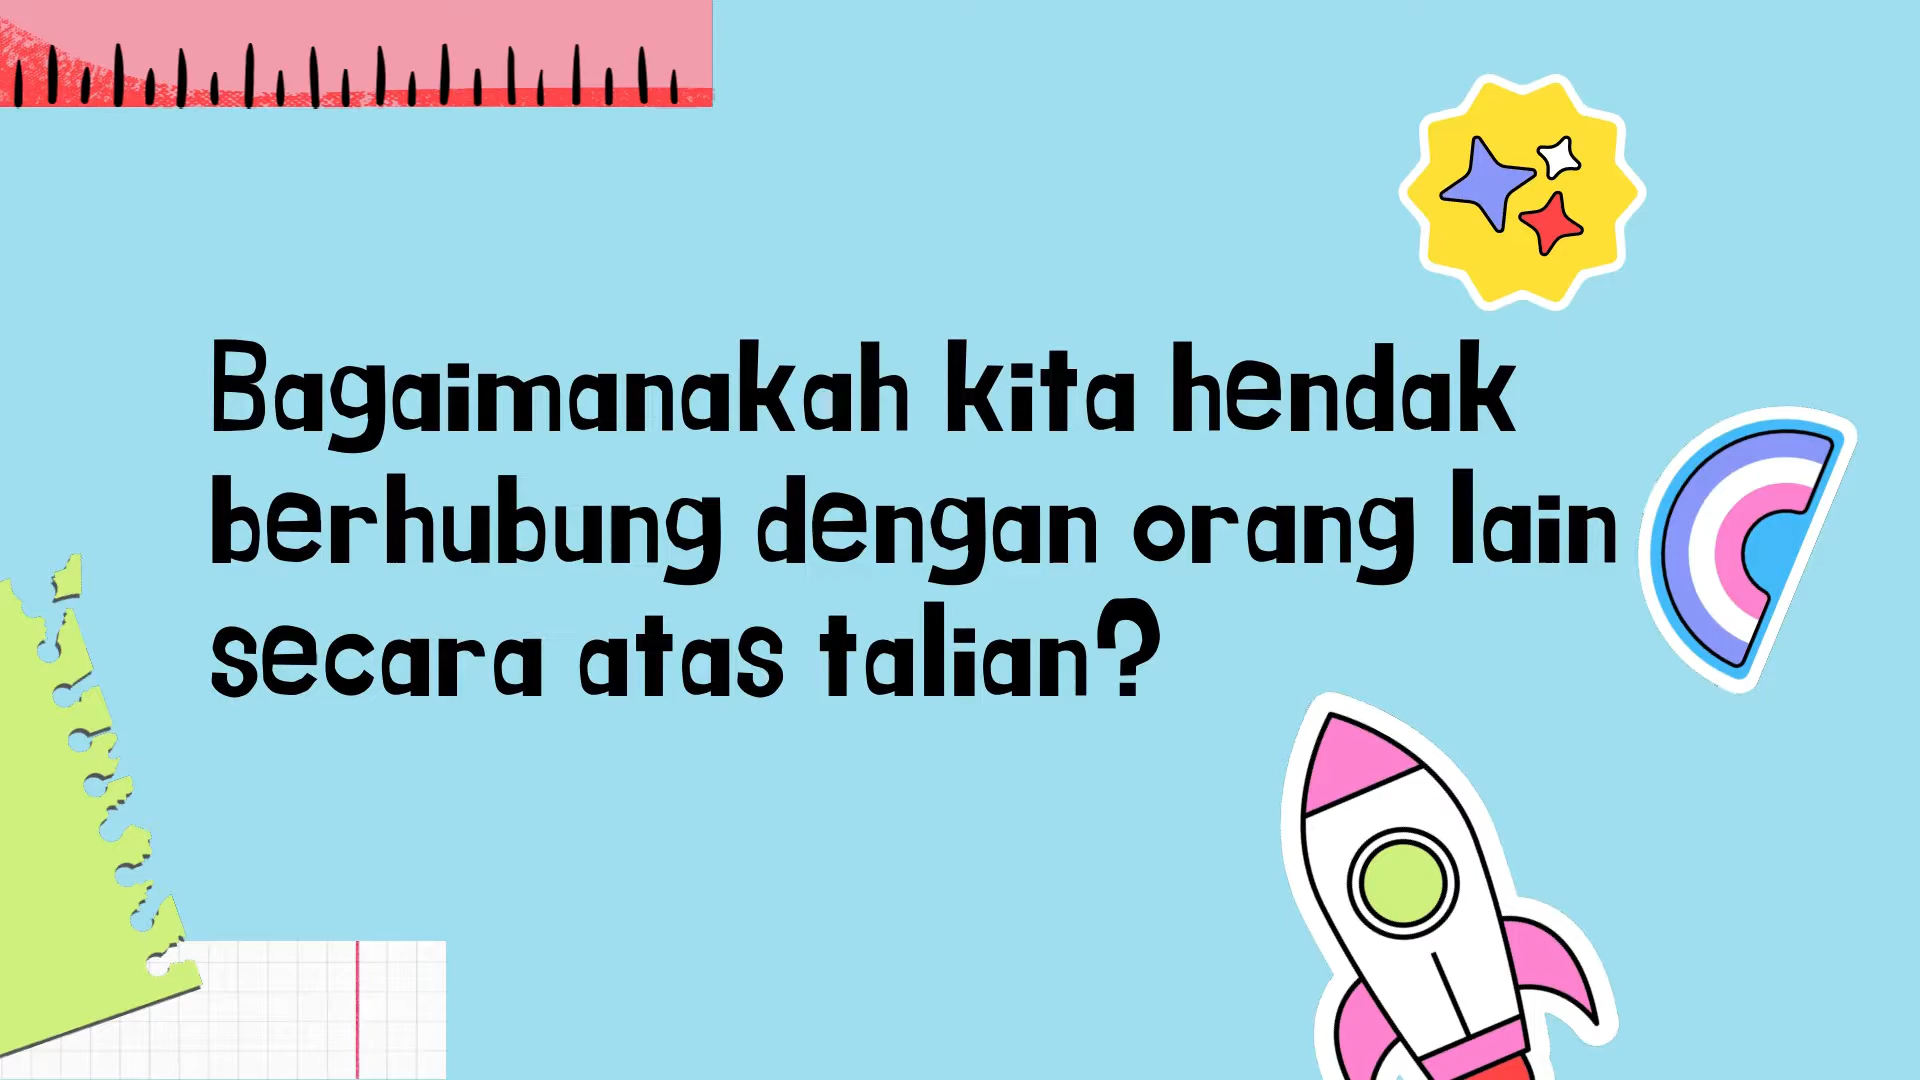 Bagaimanakah kita hendak
berhubung dengan orang lain
secara atas talian?